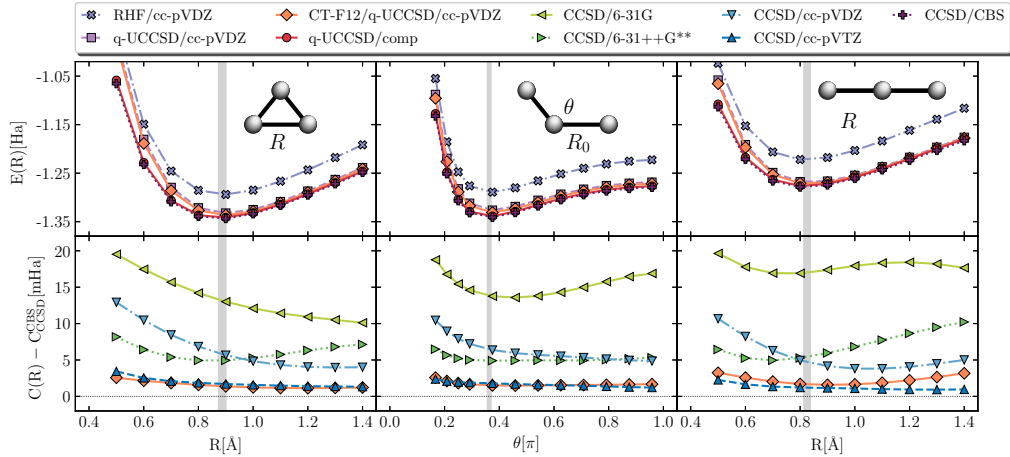 RHF/cc-pVDZ CT-F12/q-UCCSD/cc-pVDZ CCSD/6-31G CCSD/cc-pVDZ CCSD/CBS
q-UCCSD/cc-pVDZ q-UCCSD/comp CCSD/6-31++G** CCSD/cc-pVTZ
E(R)[Ha]
-1.05
-1.15
-1.25
-1.35
R
θ
R₀
R
C(R) − C^CBS_CCSD[mHa]
20
15
10
5
0
0.4 0.6 0.8 1.0 1.2 1.4 0.0 0.2 0.4 0.6 0.8 1.0 0.4 0.6 0.8 1.0 1.2 1.4
R[Å] θ[π] R[Å]